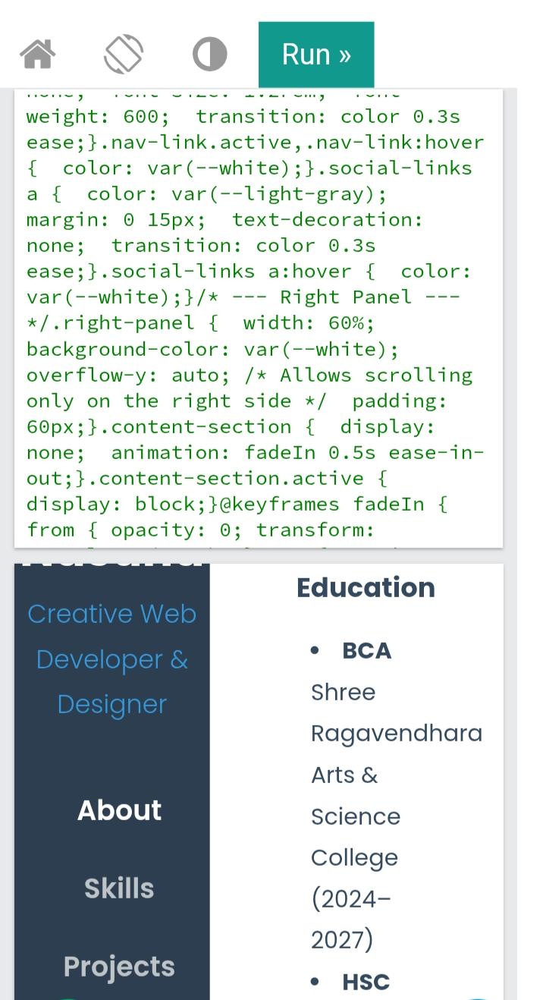 Run »
weight: 600;  transition: color 0.3s
ease;}.nav-link.active,.nav-link:hover
{  color: var(--white);}.social-links
a {  color: var(--light-gray);
margin: 0 15px;  text-decoration:
none;  transition: color 0.3s
ease;}.social-links a:hover {  color:
var(--white);}/* --- Right Panel ---
*/.right-panel {  width: 60%;
background-color: var(--white);
overflow-y: auto; /* Allows scrolling
only on the right side */  padding:
60px;}.content-section {  display:
none;  animation: fadeIn 0.5s ease-in-
out;}.content-section.active {
display: block;}@keyframes fadeIn {
from { opacity: 0; transform:
Creative Web
Developer &
Designer
About
Skills
Projects
Education
• BCA
Shree
Ragavendhara
Arts &
Science
College
(2024–
2027)
• HSC